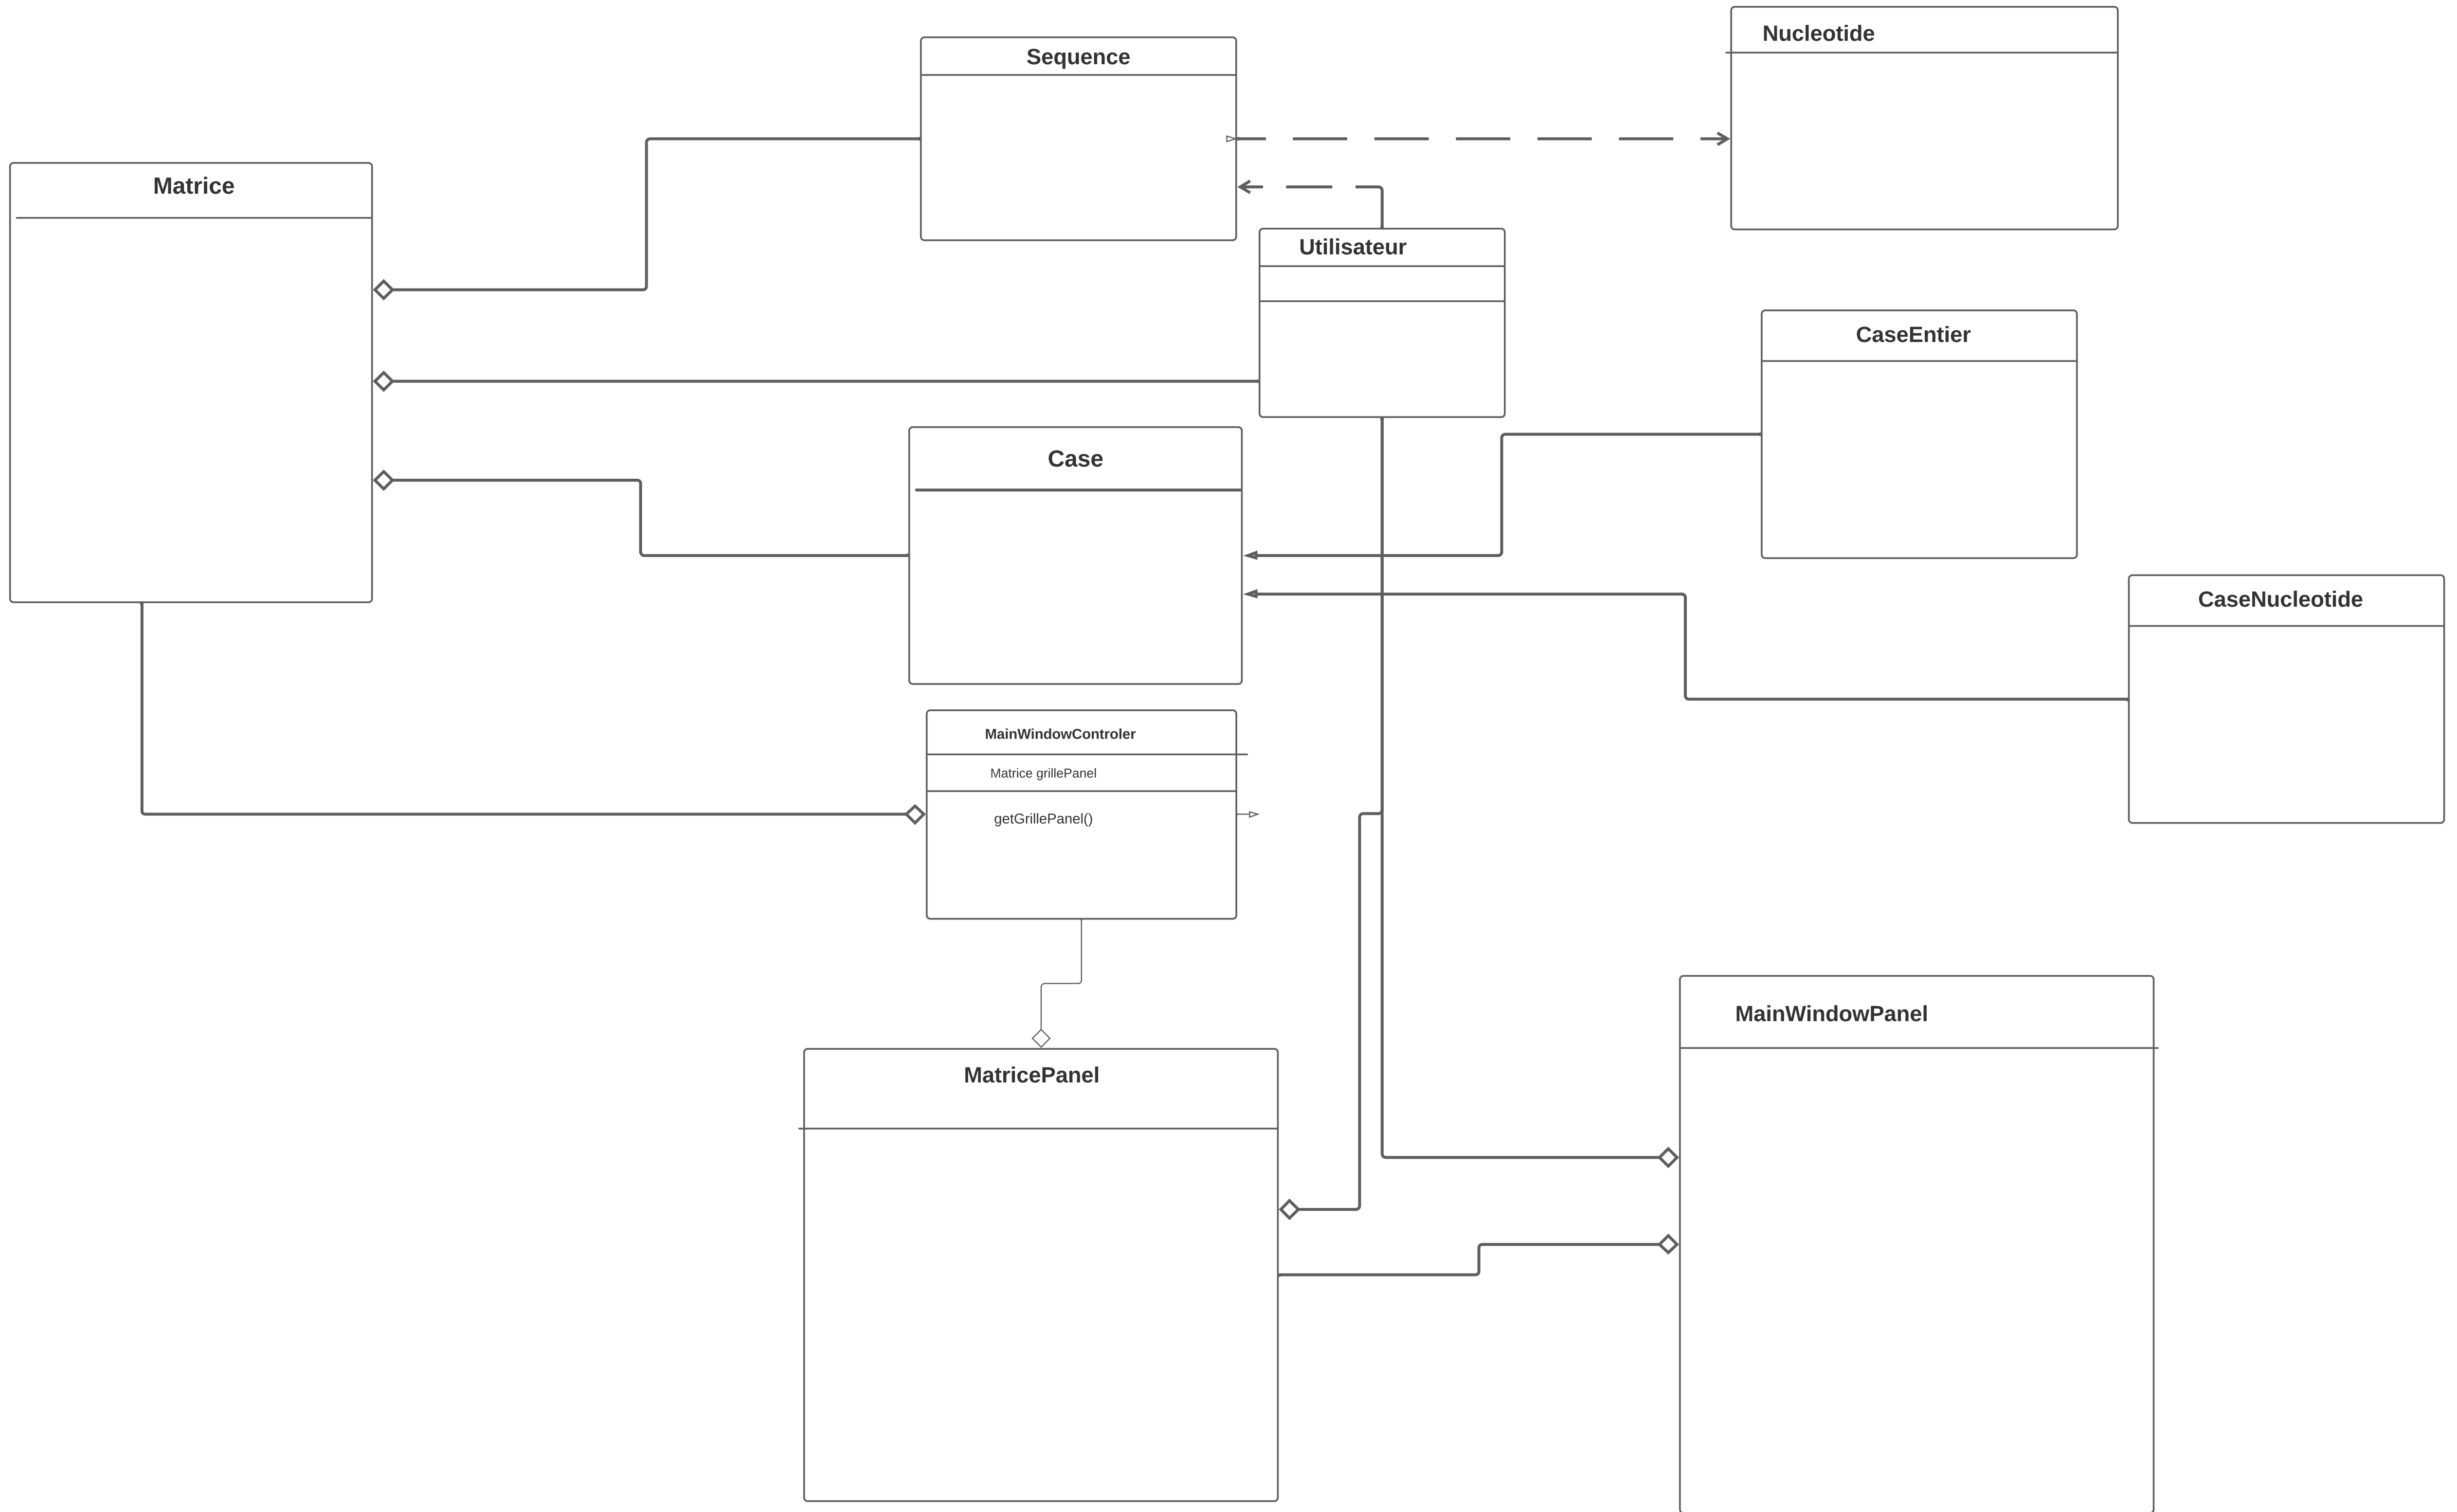 Nucleotide
Sequence
Matrice
Utilisateur
CaseEntier
Case
CaseNucleotide
MainWindowControler
Matrice grillePanel
getGrillePanel()
MainWindowPanel
MatricePanel